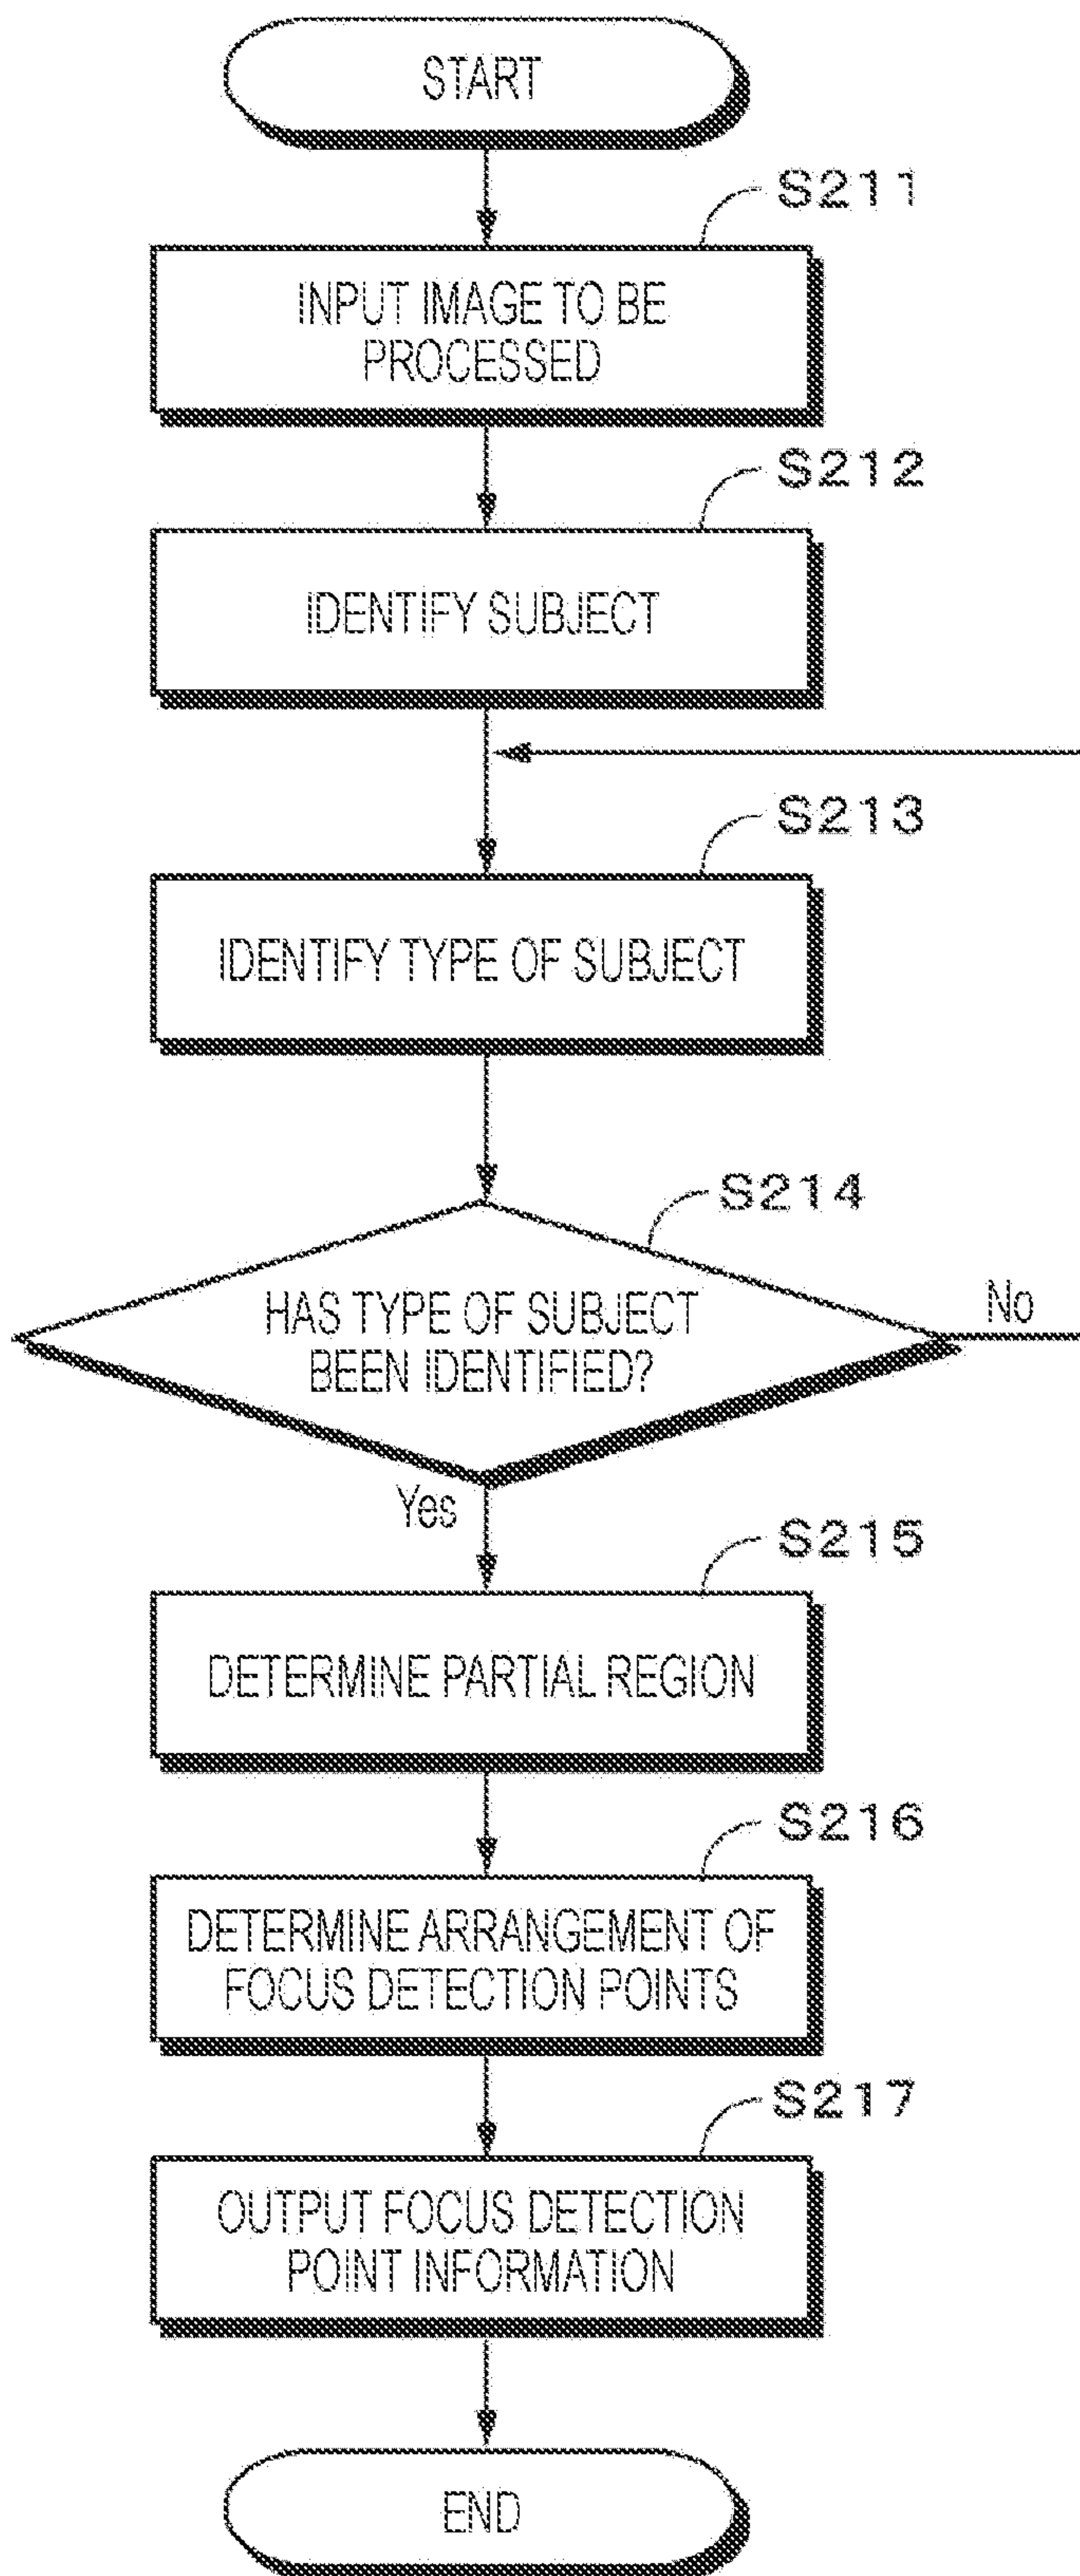 START
S211
INPUT IMAGE TO BE
PROCESSED
S212
IDENTIFY SUBJECT
S213
IDENTIFY TYPE OF SUBJECT
S214
HAS TYPE OF SUBJECT
BEEN IDENTIFIED?
No
Yes
S215
DETERMINE PARTIAL REGION
S216
DETERMINE ARRANGEMENT OF
FOCUS DETECTION POINTS
S217
OUTPUT FOCUS DETECTION
POINT INFORMATION
END